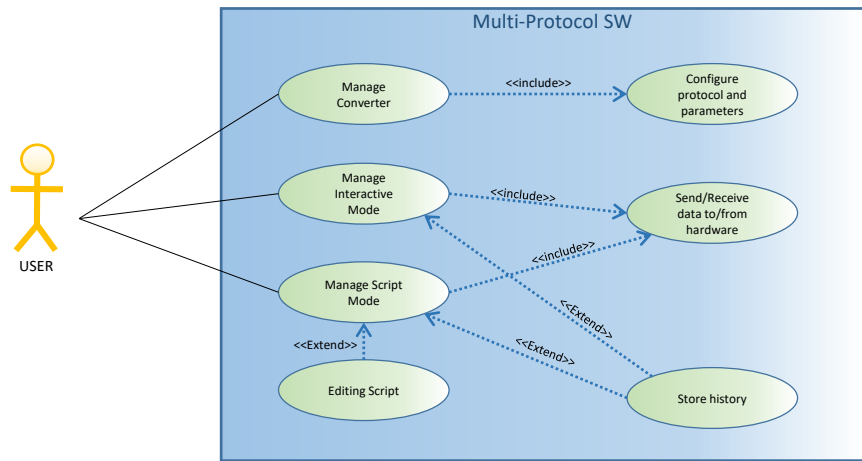 Multi-Protocol SW
Manage
Converter
<<include>>
Configure
protocol and
parameters
Manage
Interactive
Mode
<<include>>
Send/Receive
data to/from
hardware
USER
<<include>>
Manage Script
Mode
<<Extend>>
<<Extend>>
<<Extend>>
Editing Script
Store history